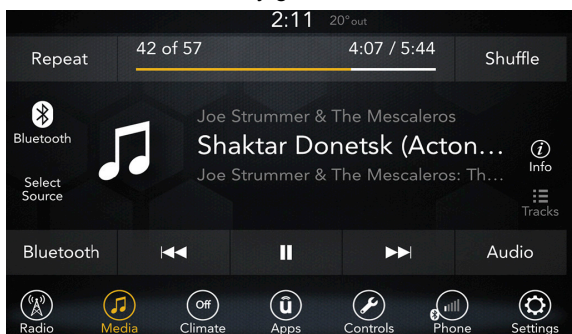 2:11 20° out
Repeat
42 of 57 4:07 / 5:44
Shuffle
Bluetooth
Select
Source
Joe Strummer & The Mescaleros
Shaktar Donetsk (Acton...
Joe Strummer & The Mescaleros: Th...
i
Info
Tracks
Bluetooth
Audio
Radio
Media
Off
Climate
û
Apps
Controls
Phone
Settings